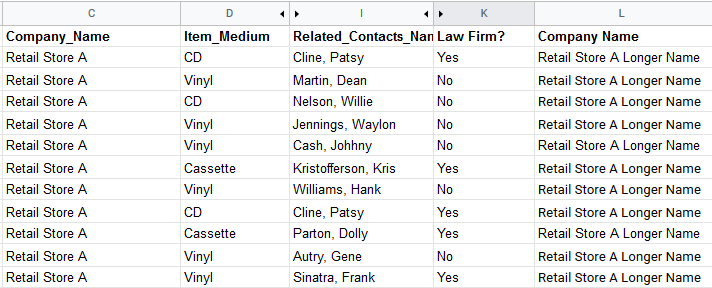 C D I K L
Company_Name Item_Medium Related_Contacts_Nan Law Firm? Company Name
Retail Store A CD Cline, Patsy Yes Retail Store A Longer Name
Retail Store A Vinyl Martin, Dean No Retail Store A Longer Name
Retail Store A CD Nelson, Willie No Retail Store A Longer Name
Retail Store A Vinyl Jennings, Waylon No Retail Store A Longer Name
Retail Store A Vinyl Cash, Johhny No Retail Store A Longer Name
Retail Store A Cassette Kristofferson, Kris Yes Retail Store A Longer Name
Retail Store A Vinyl Williams, Hank No Retail Store A Longer Name
Retail Store A CD Cline, Patsy Yes Retail Store A Longer Name
Retail Store A Cassette Parton, Dolly Yes Retail Store A Longer Name
Retail Store A Vinyl Autry, Gene No Retail Store A Longer Name
Retail Store A Vinyl Sinatra, Frank Yes Retail Store A Longer Name